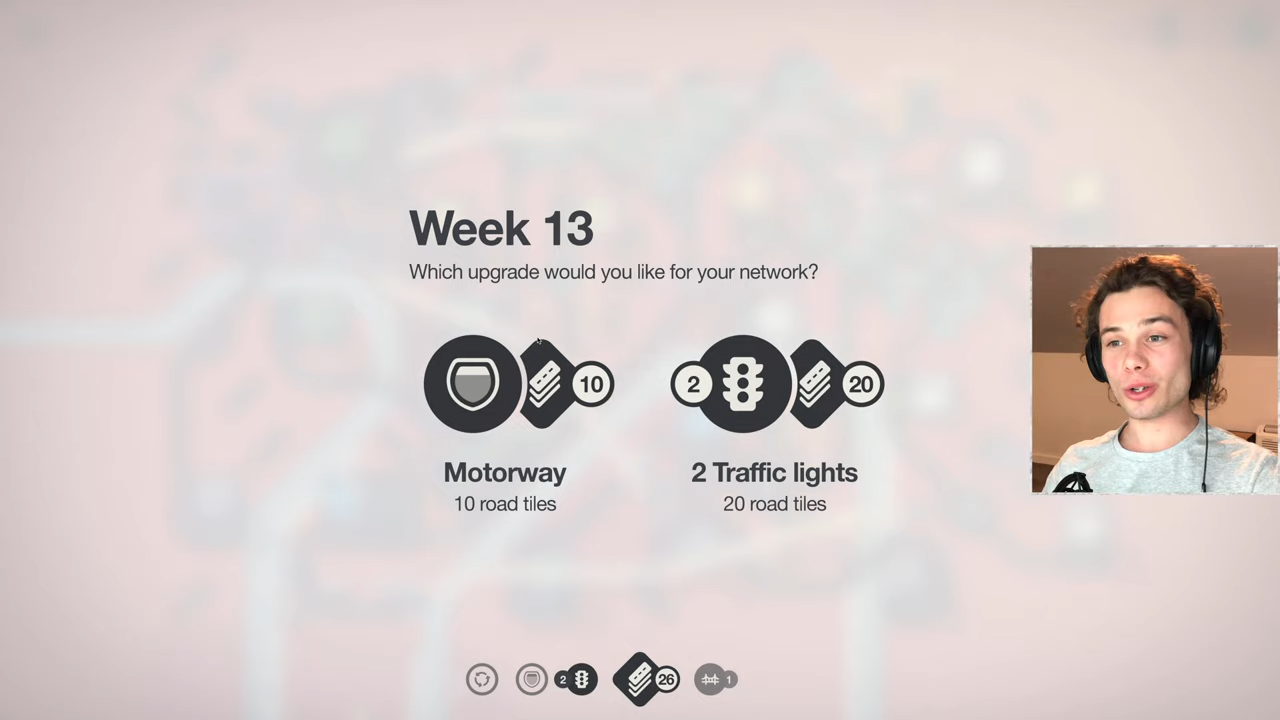 Week 13
Which upgrade would you like for your network?
10
2
20
Motorway
2 Traffic lights
10 road tiles
20 road tiles
2
26
1